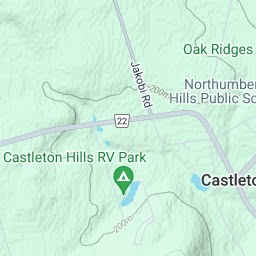 Oak Ridges
Jakobi Rd
200m
Northumber
Hills Public Sc
22
Castleton Hills RV Park
Castleto
200m